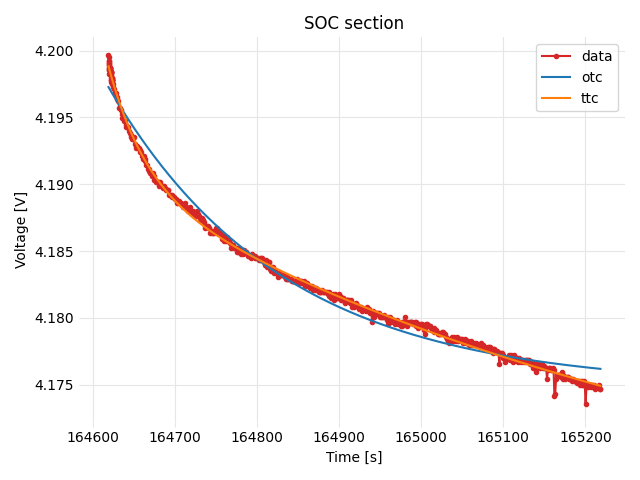 SOC section
data
otc
ttc
4.200
4.195
4.190
4.185
4.180
4.175
Voltage [V]
164600 164700 164800 164900 165000 165100 165200
Time [s]